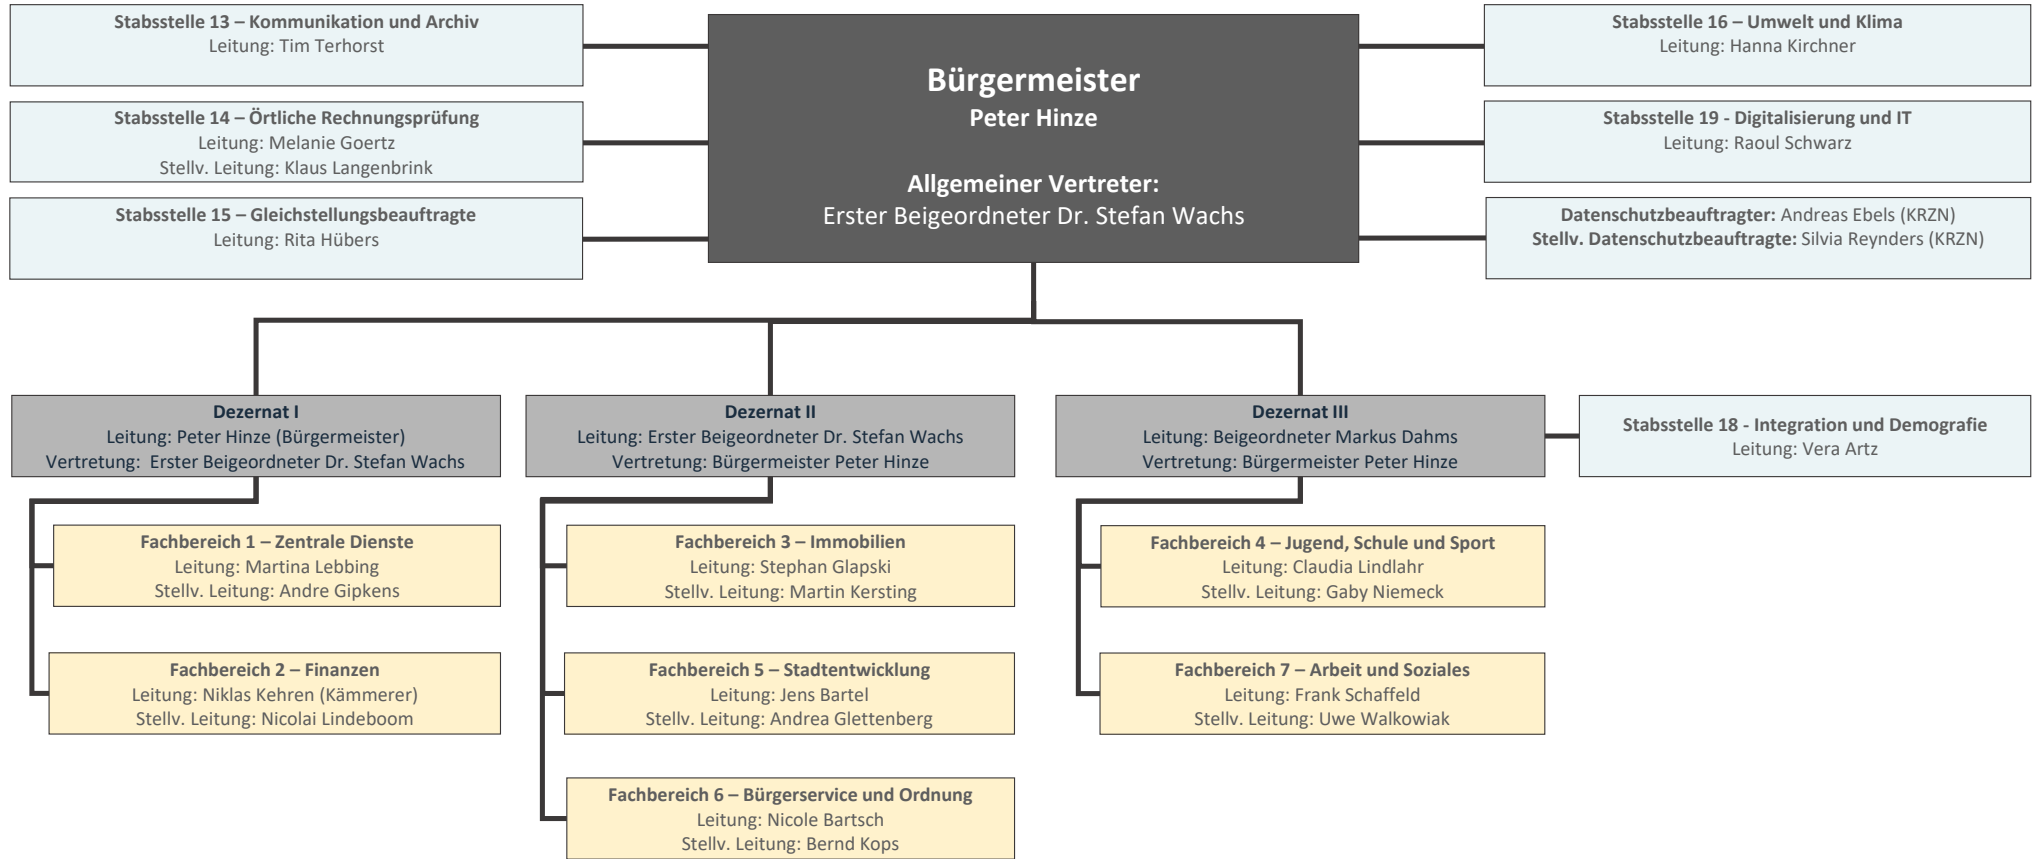 Stabsstelle 13 – Kommunikation und Archiv
Leitung: Tim Terhorst
Stabsstelle 14 – Örtliche Rechnungsprüfung
Leitung: Melanie Goertz
Stellv. Leitung: Klaus Langenbrink
Stabsstelle 15 – Gleichstellungsbeauftragte
Leitung: Rita Hübers
Bürgermeister
Peter Hinze
Allgemeiner Vertreter:
Erster Beigeordneter Dr. Stefan Wachs
Stabsstelle 16 – Umwelt und Klima
Leitung: Hanna Kirchner
Stabsstelle 19 - Digitalisierung und IT
Leitung: Raoul Schwarz
Datenschutzbeauftragter: Andreas Ebels (KRZN)
Stellv. Datenschutzbeauftragte: Silvia Reynders (KRZN)
Dezernat I
Leitung: Peter Hinze (Bürgermeister)
Vertretung: Erster Beigeordneter Dr. Stefan Wachs
Fachbereich 1 – Zentrale Dienste
Leitung: Martina Lebbing
Stellv. Leitung: Andre Gipkens
Fachbereich 2 – Finanzen
Leitung: Niklas Kehren (Kämmerer)
Stellv. Leitung: Nicolai Lindeboom
Dezernat II
Leitung: Erster Beigeordneter Dr. Stefan Wachs
Vertretung: Bürgermeister Peter Hinze
Fachbereich 3 – Immobilien
Leitung: Stephan Glapski
Stellv. Leitung: Martin Kersting
Fachbereich 5 – Stadtentwicklung
Leitung: Jens Bartel
Stellv. Leitung: Andrea Glettenberg
Fachbereich 6 – Bürgerservice und Ordnung
Leitung: Nicole Bartsch
Stellv. Leitung: Bernd Kops
Dezernat III
Leitung: Beigeordneter Markus Dahms
Vertretung: Bürgermeister Peter Hinze
Stabsstelle 18 - Integration und Demografie
Leitung: Vera Artz
Fachbereich 4 – Jugend, Schule und Sport
Leitung: Claudia Lindlahr
Stellv. Leitung: Gaby Niemeck
Fachbereich 7 – Arbeit und Soziales
Leitung: Frank Schaffeld
Stellv. Leitung: Uwe Walkowiak